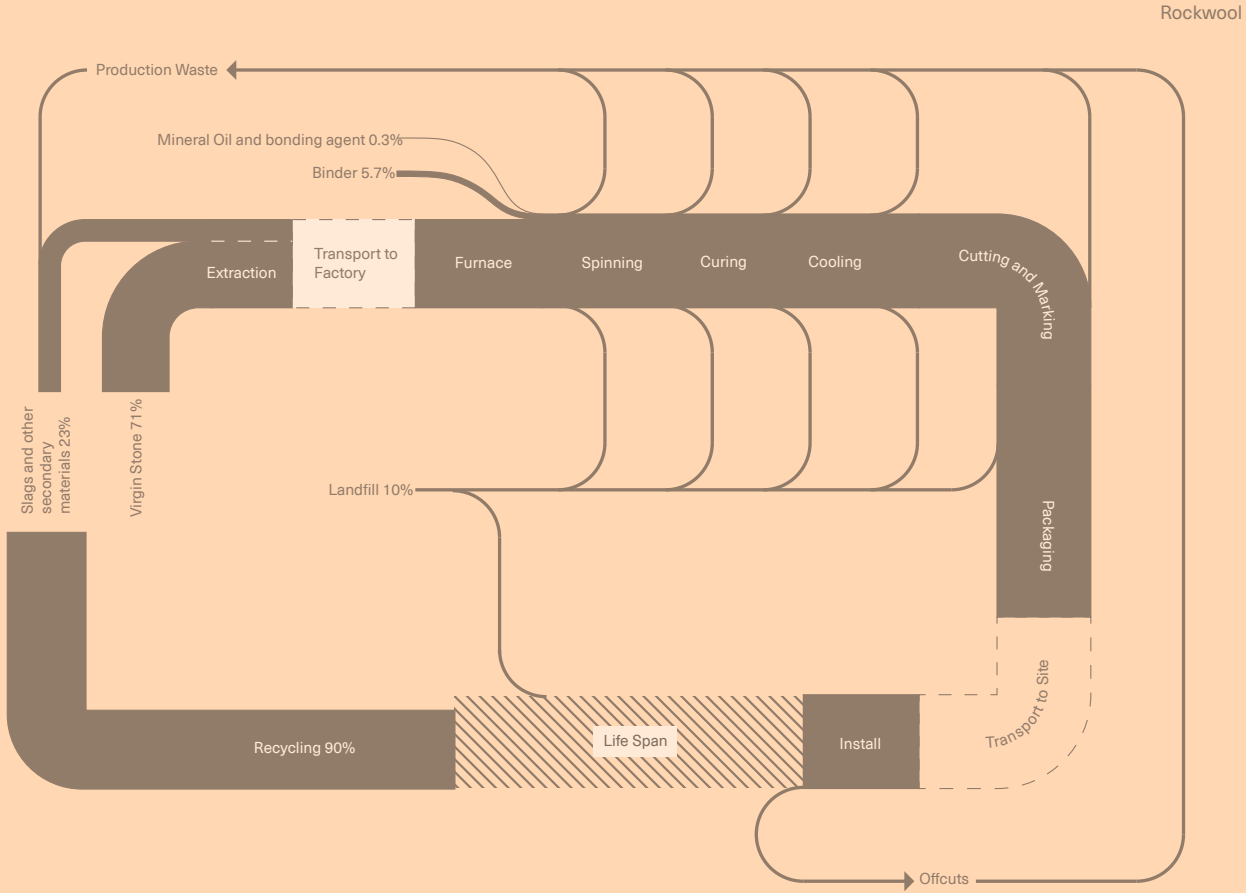 Rockwool
Production Waste
Mineral Oil and bonding agent 0.3%
Binder 5.7%
Extraction
Transport to
Factory
Furnace
Spinning
Curing
Cooling
Cutting and Marking
Slags and other
secondary
materials 23%
Virgin Stone 71%
Landfill 10%
Packaging
Transport to Site
Recycling 90%
Life Span
Install
Offcuts